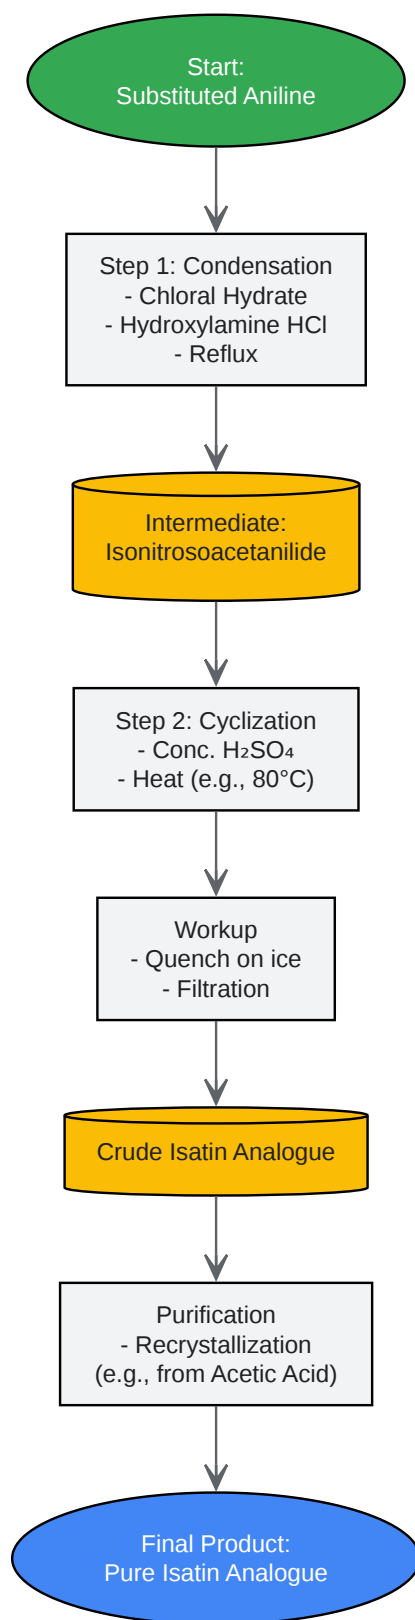 Start:
Substituted Aniline
Step 1: Condensation
- Chloral Hydrate
- Hydroxylamine HCl
- Reflux
Intermediate:
Isonitrosoacetanilide
Step 2: Cyclization
- Conc. H₂SO₄
- Heat (e.g., 80°C)
Workup
- Quench on ice
- Filtration
Crude Isatin Analogue
Purification
- Recrystallization
(e.g., from Acetic Acid)
Final Product:
Pure Isatin Analogue